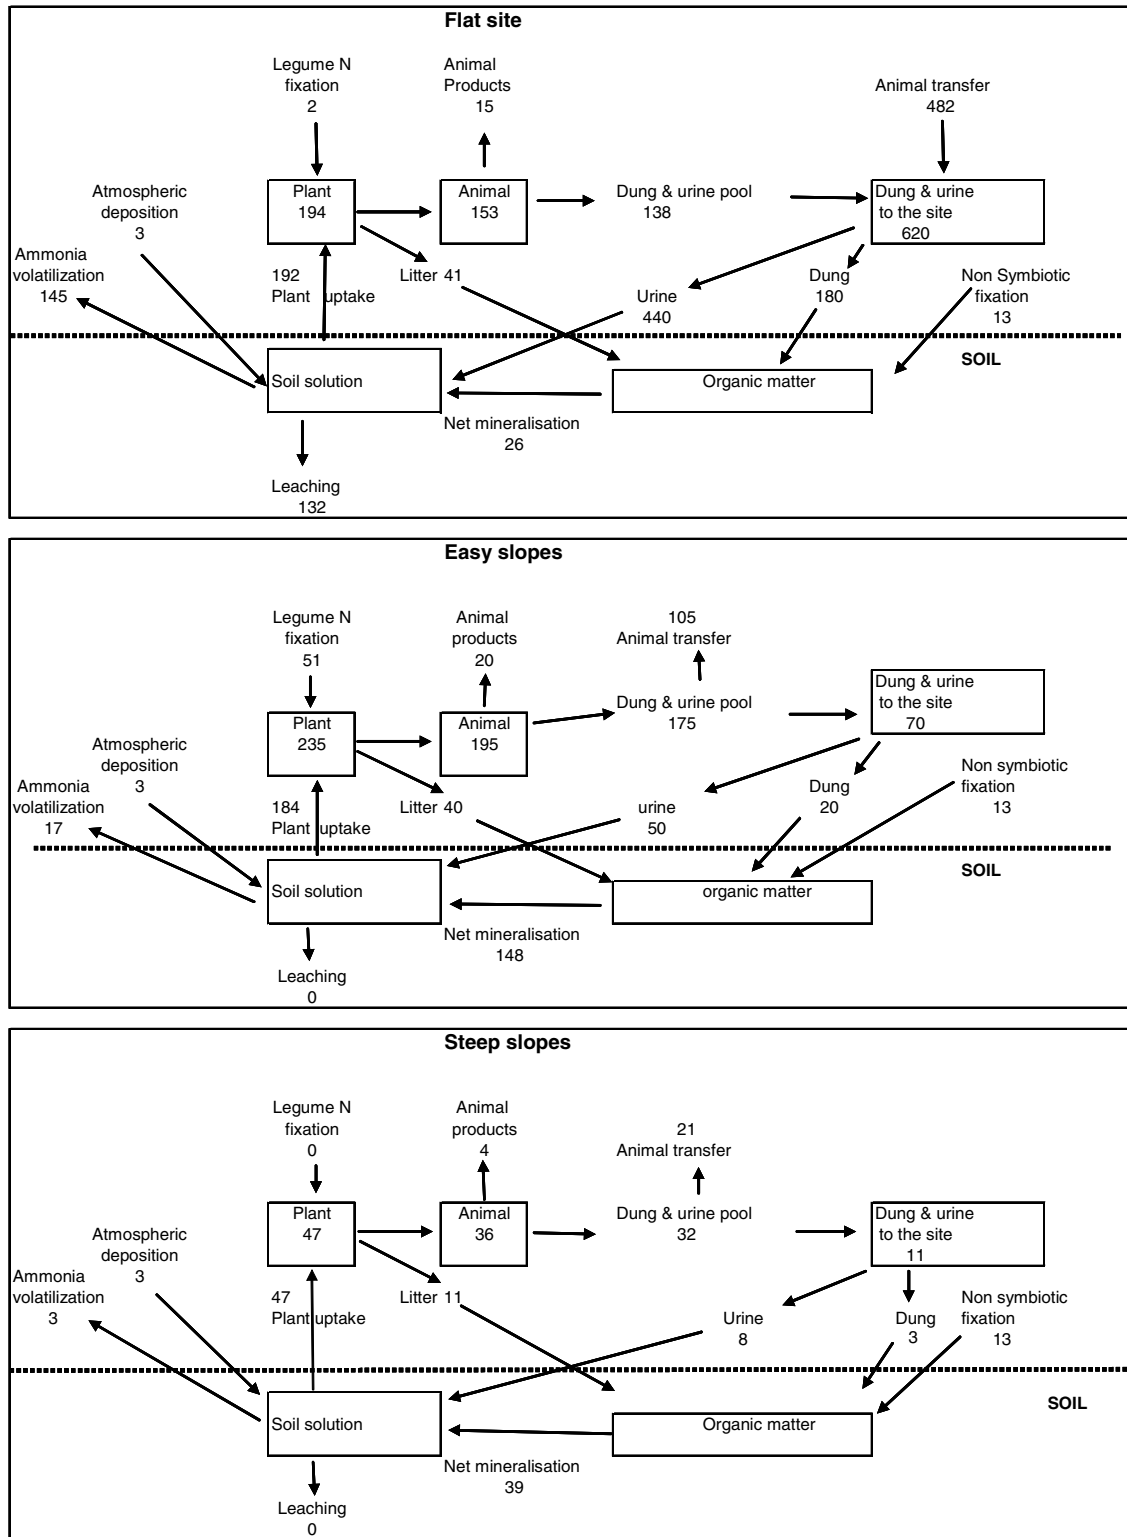 Flat site
Legume N
fixation
2
Animal
Products
15
Animal transfer
482
Atmospheric
deposition
3
Plant
194
Animal
153
Dung & urine pool
138
Dung & urine
to the site
620
Ammonia
volatilization
145
192
Plant uptake
Litter 41
Urine
440
Dung
180
Non Symbiotic
fixation
13
SOIL
Soil solution
Organic matter
Net mineralisation
26
Leaching
132
Easy slopes
Legume N
fixation
51
Animal
products
20
105
Animal transfer
Dung & urine
to the site
70
Atmospheric
deposition
3
Plant
235
Animal
195
Dung & urine pool
175
Ammonia
volatilization
17
184
Plant uptake
Litter 40
urine
50
Dung
20
Non symbiotic
fixation
13
SOIL
Soil solution
organic matter
Net mineralisation
148
Leaching
0
Steep slopes
Legume N
fixation
0
Animal
products
4
21
Animal transfer
Atmospheric
deposition
3
Plant
47
Animal
36
Dung & urine pool
32
Dung & urine
to the site
11
Ammonia
volatilization
3
47
Plant uptake
Litter 11
Urine
8
Dung
3
Non symbiotic
fixation
13
SOIL
Soil solution
Organic matter
Net mineralisation
39
Leaching
0